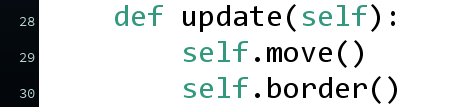 28 def update(self):
29 self.move()
30 self.border()